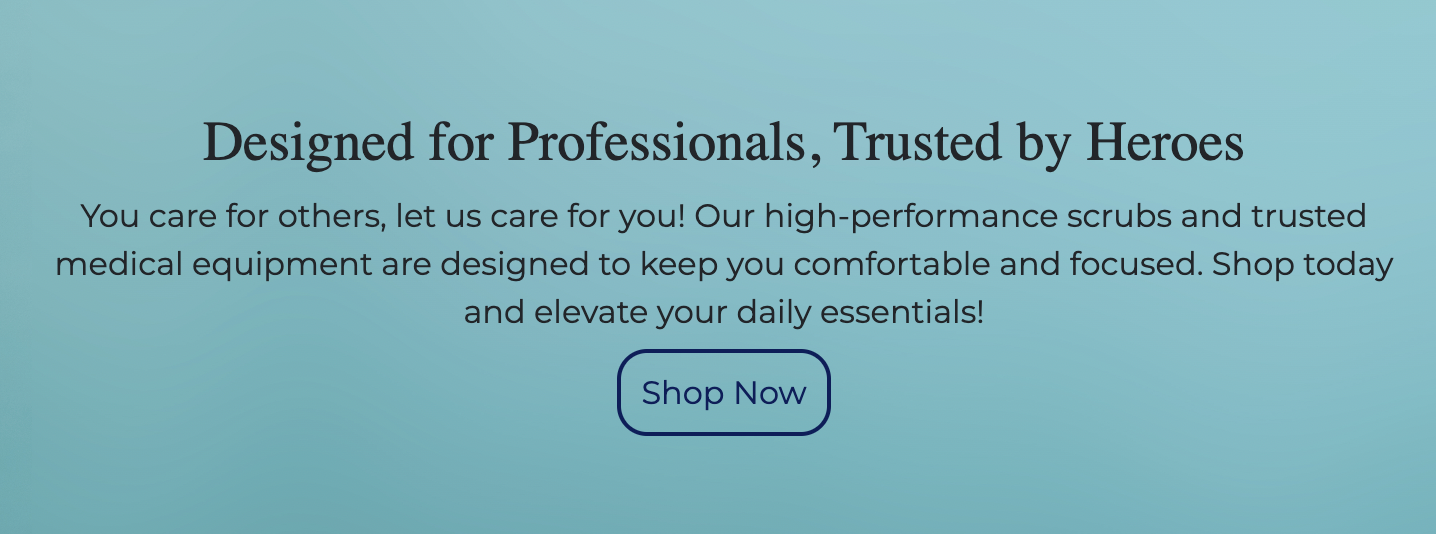 Designed for Professionals, Trusted by Heroes
You care for others, let us care for you! Our high-performance scrubs and trusted
medical equipment are designed to keep you comfortable and focused. Shop today
and elevate your daily essentials!
Shop Now